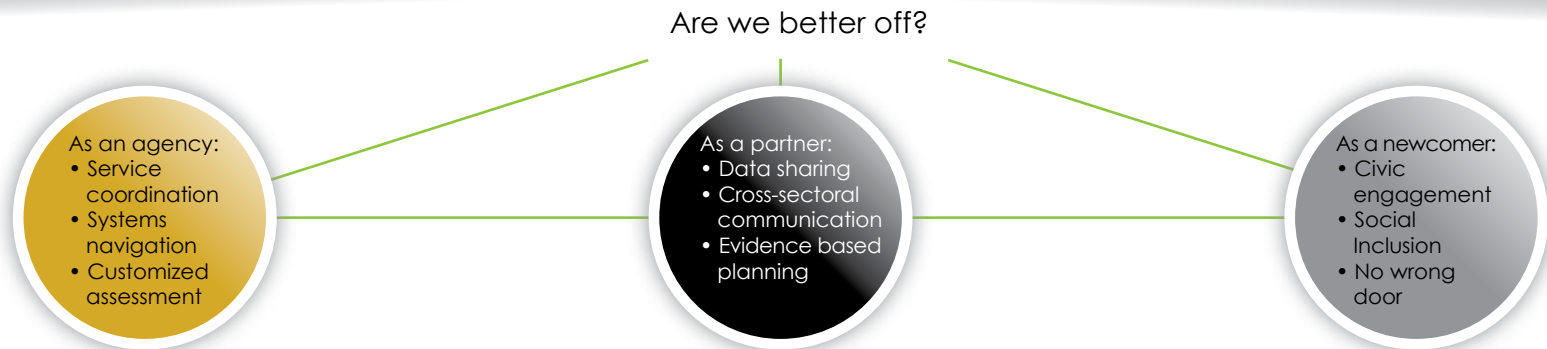 Are we better off?
As an agency:
• Service
coordination
• Systems
navigation
• Customized
assessment
As a partner:
• Data sharing
• Cross-sectoral
communication
• Evidence based
planning
As a newcomer:
• Civic
engagement
• Social
Inclusion
• No wrong
door